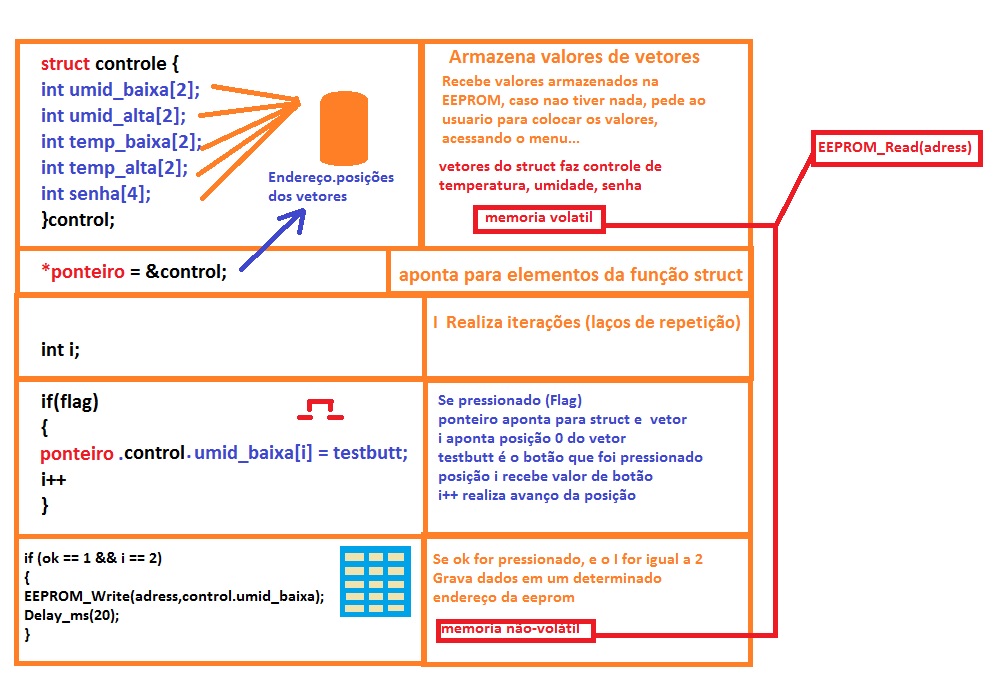 struct controle {
int umid_baixa[2];
int umid_alta[2];
int temp_baixa[2];
int temp_alta[2];
int senha[4];
}control;
Endereço.posições
dos vetores
Armazena valores de vetores
Recebe valores armazenados na
EEPROM, caso nao tiver nada, pede ao
usuario para colocar os valores,
acessando o menu...
vetores do struct faz controle de
temperatura, umidade, senha
memoria volatil
EEPROM_Read(adress)
*ponteiro = &control;
aponta para elementos da função struct
int i;
I Realiza iterações (laços de repetição)
if(flag)
{
ponteiro .control.umid_baixa[i] = testbutt;
i++
}
Se pressionado (Flag)
ponteiro aponta para struct e vetor
i aponta posição 0 do vetor
testbutt é o botão que foi pressionado
posição i recebe valor de botão
i++ realiza avanço da posição
if (ok == 1 && i == 2)
{
EEPROM_Write(adress,control.umid_baixa);
Delay_ms(20);
}
Se ok for pressionado, e o I for igual a 2
Grava dados em um determinado
endereço da eeprom
memoria não-volátil